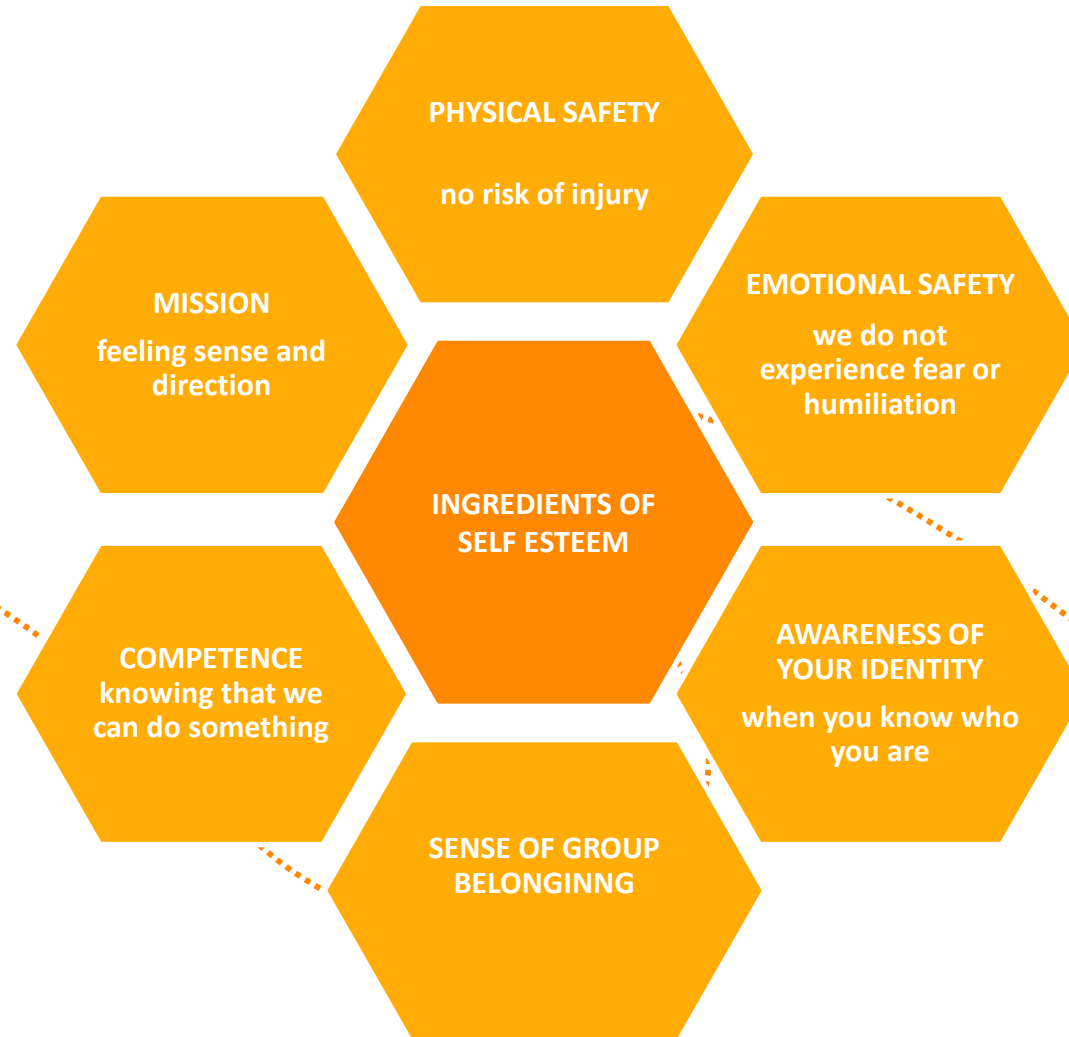 PHYSICAL SAFETY
no risk of injury
EMOTIONAL SAFETY
we do not
experience fear or
humiliation
AWARENESS OF
YOUR IDENTITY
when you know who
you are
SENSE OF GROUP
BELONGINNG
COMPETENCE
knowing that we
can do something
MISSION
feeling sense and
direction
INGREDIENTS OF
SELF ESTEEM